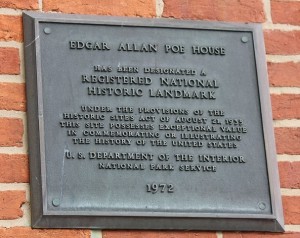 EDGAR ALLAN POE HOUSE
HAS BEEN DESIGNATED A
REGISTERED NATIONAL
HISTORIC LANDMARK
UNDER THE PROVISIONS OF THE
HISTORIC SITES ACT OF AUGUST 21, 1935
THIS SITE POSSESSES EXCEPTIONAL VALUE
IN COMMEMORATING OR ILLUSTRATING
THE HISTORY OF THE UNITED STATES
U. S. DEPARTMENT OF THE INTERIOR
NATIONAL PARK SERVICE
1972